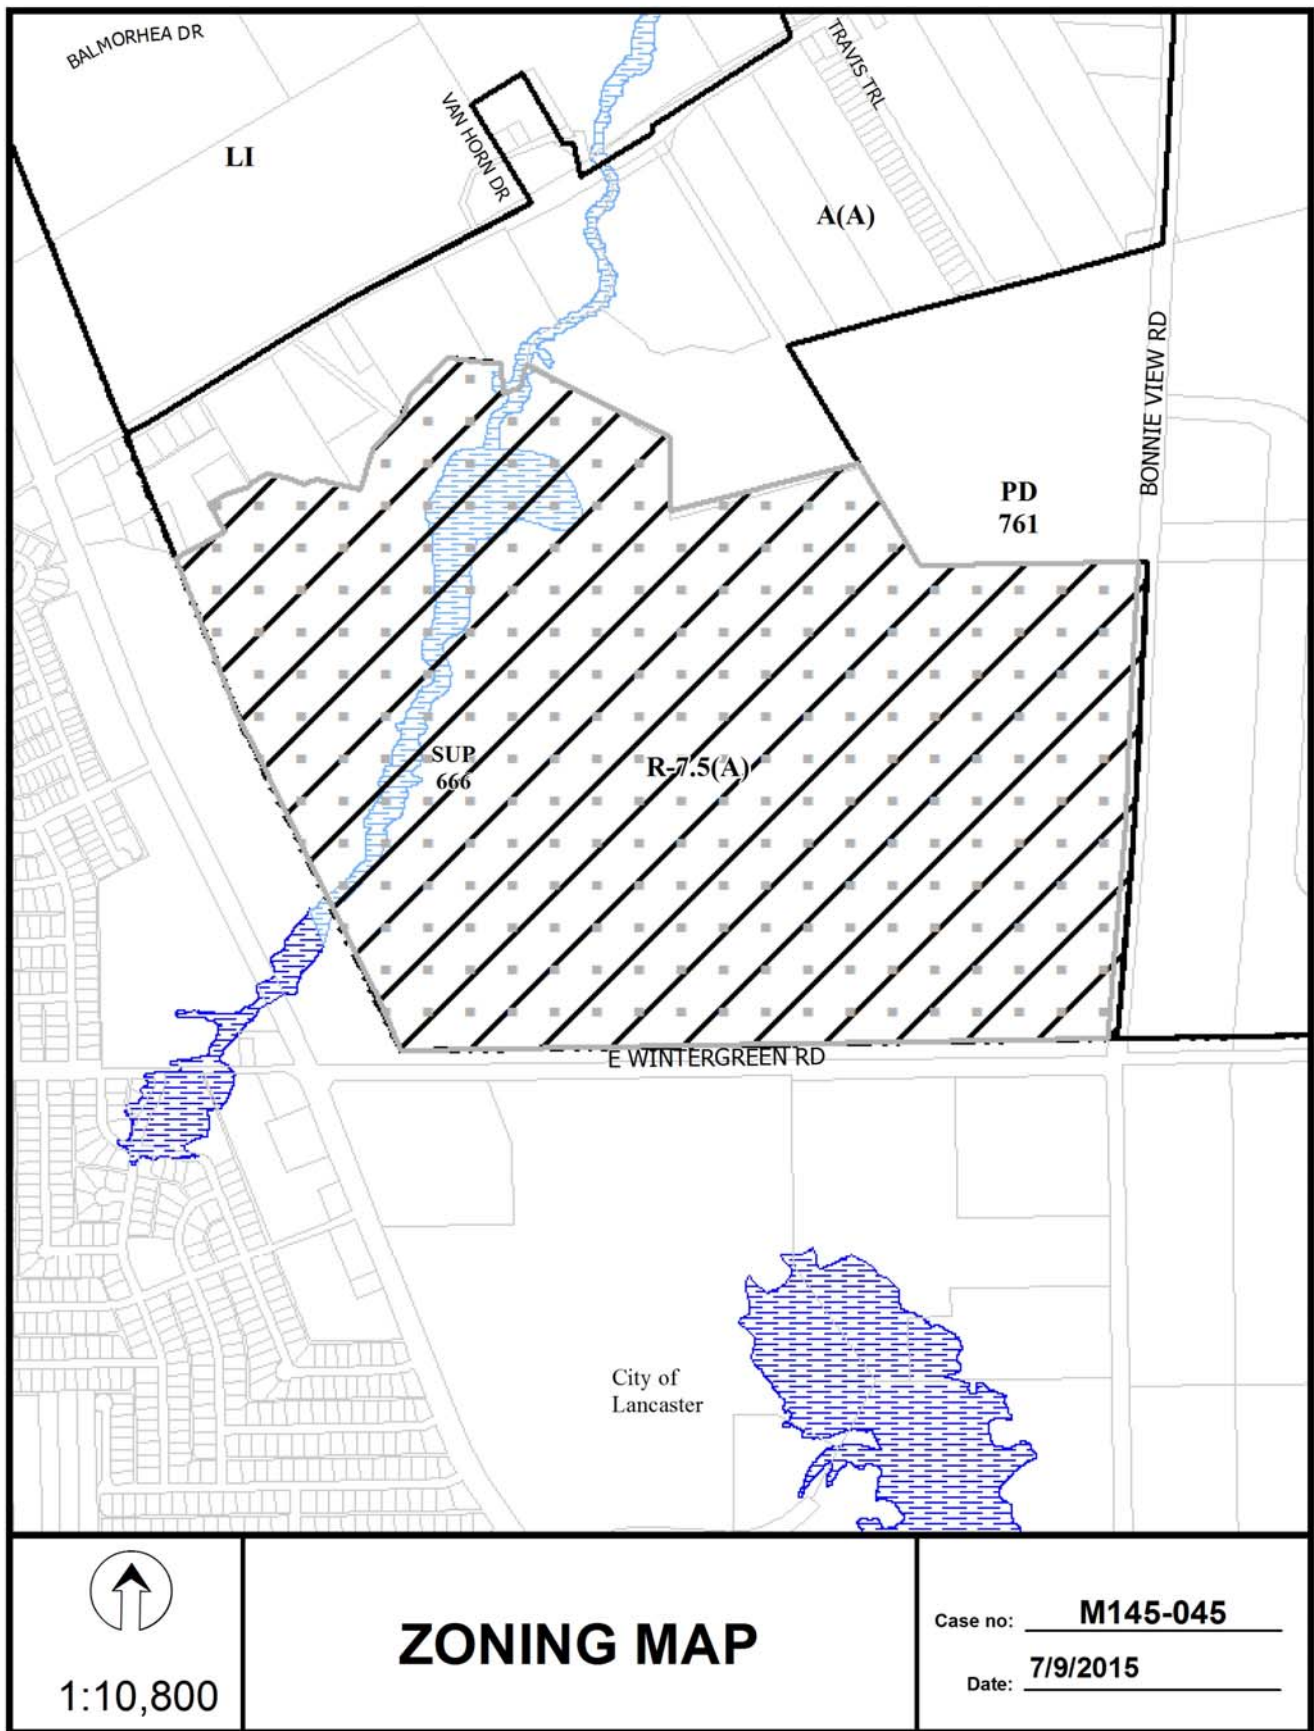 BALMORHEA DR
TRAVIS TRL
VAN HORN DR
LI
A(A)
BONNIE VIEW RD
PD
761
SUP
666
R-7.5(A)
E WINTERGREEN RD
City of
Lancaster
1:10,800
ZONING MAP
Case no: M145-045
Date: 7/9/2015